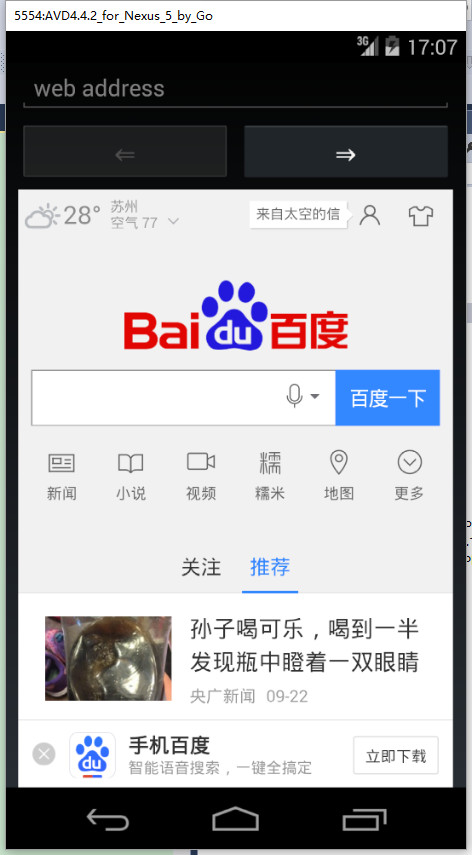 5554:AVD4.4.2_for_Nexus_5_by_Go
3G 17:07
web address
⇐ ⇒
28° 苏州
空气 77
来自太空的信
Bai du 百度
百度一下
新闻 小说 视频 糯米 地图 更多
糯
关注 推荐
孙子喝可乐，喝到一半
发现瓶中瞪着一双眼睛
央广新闻 09-22
du
手机百度
智能语音搜索，一键全搞定
立即下载